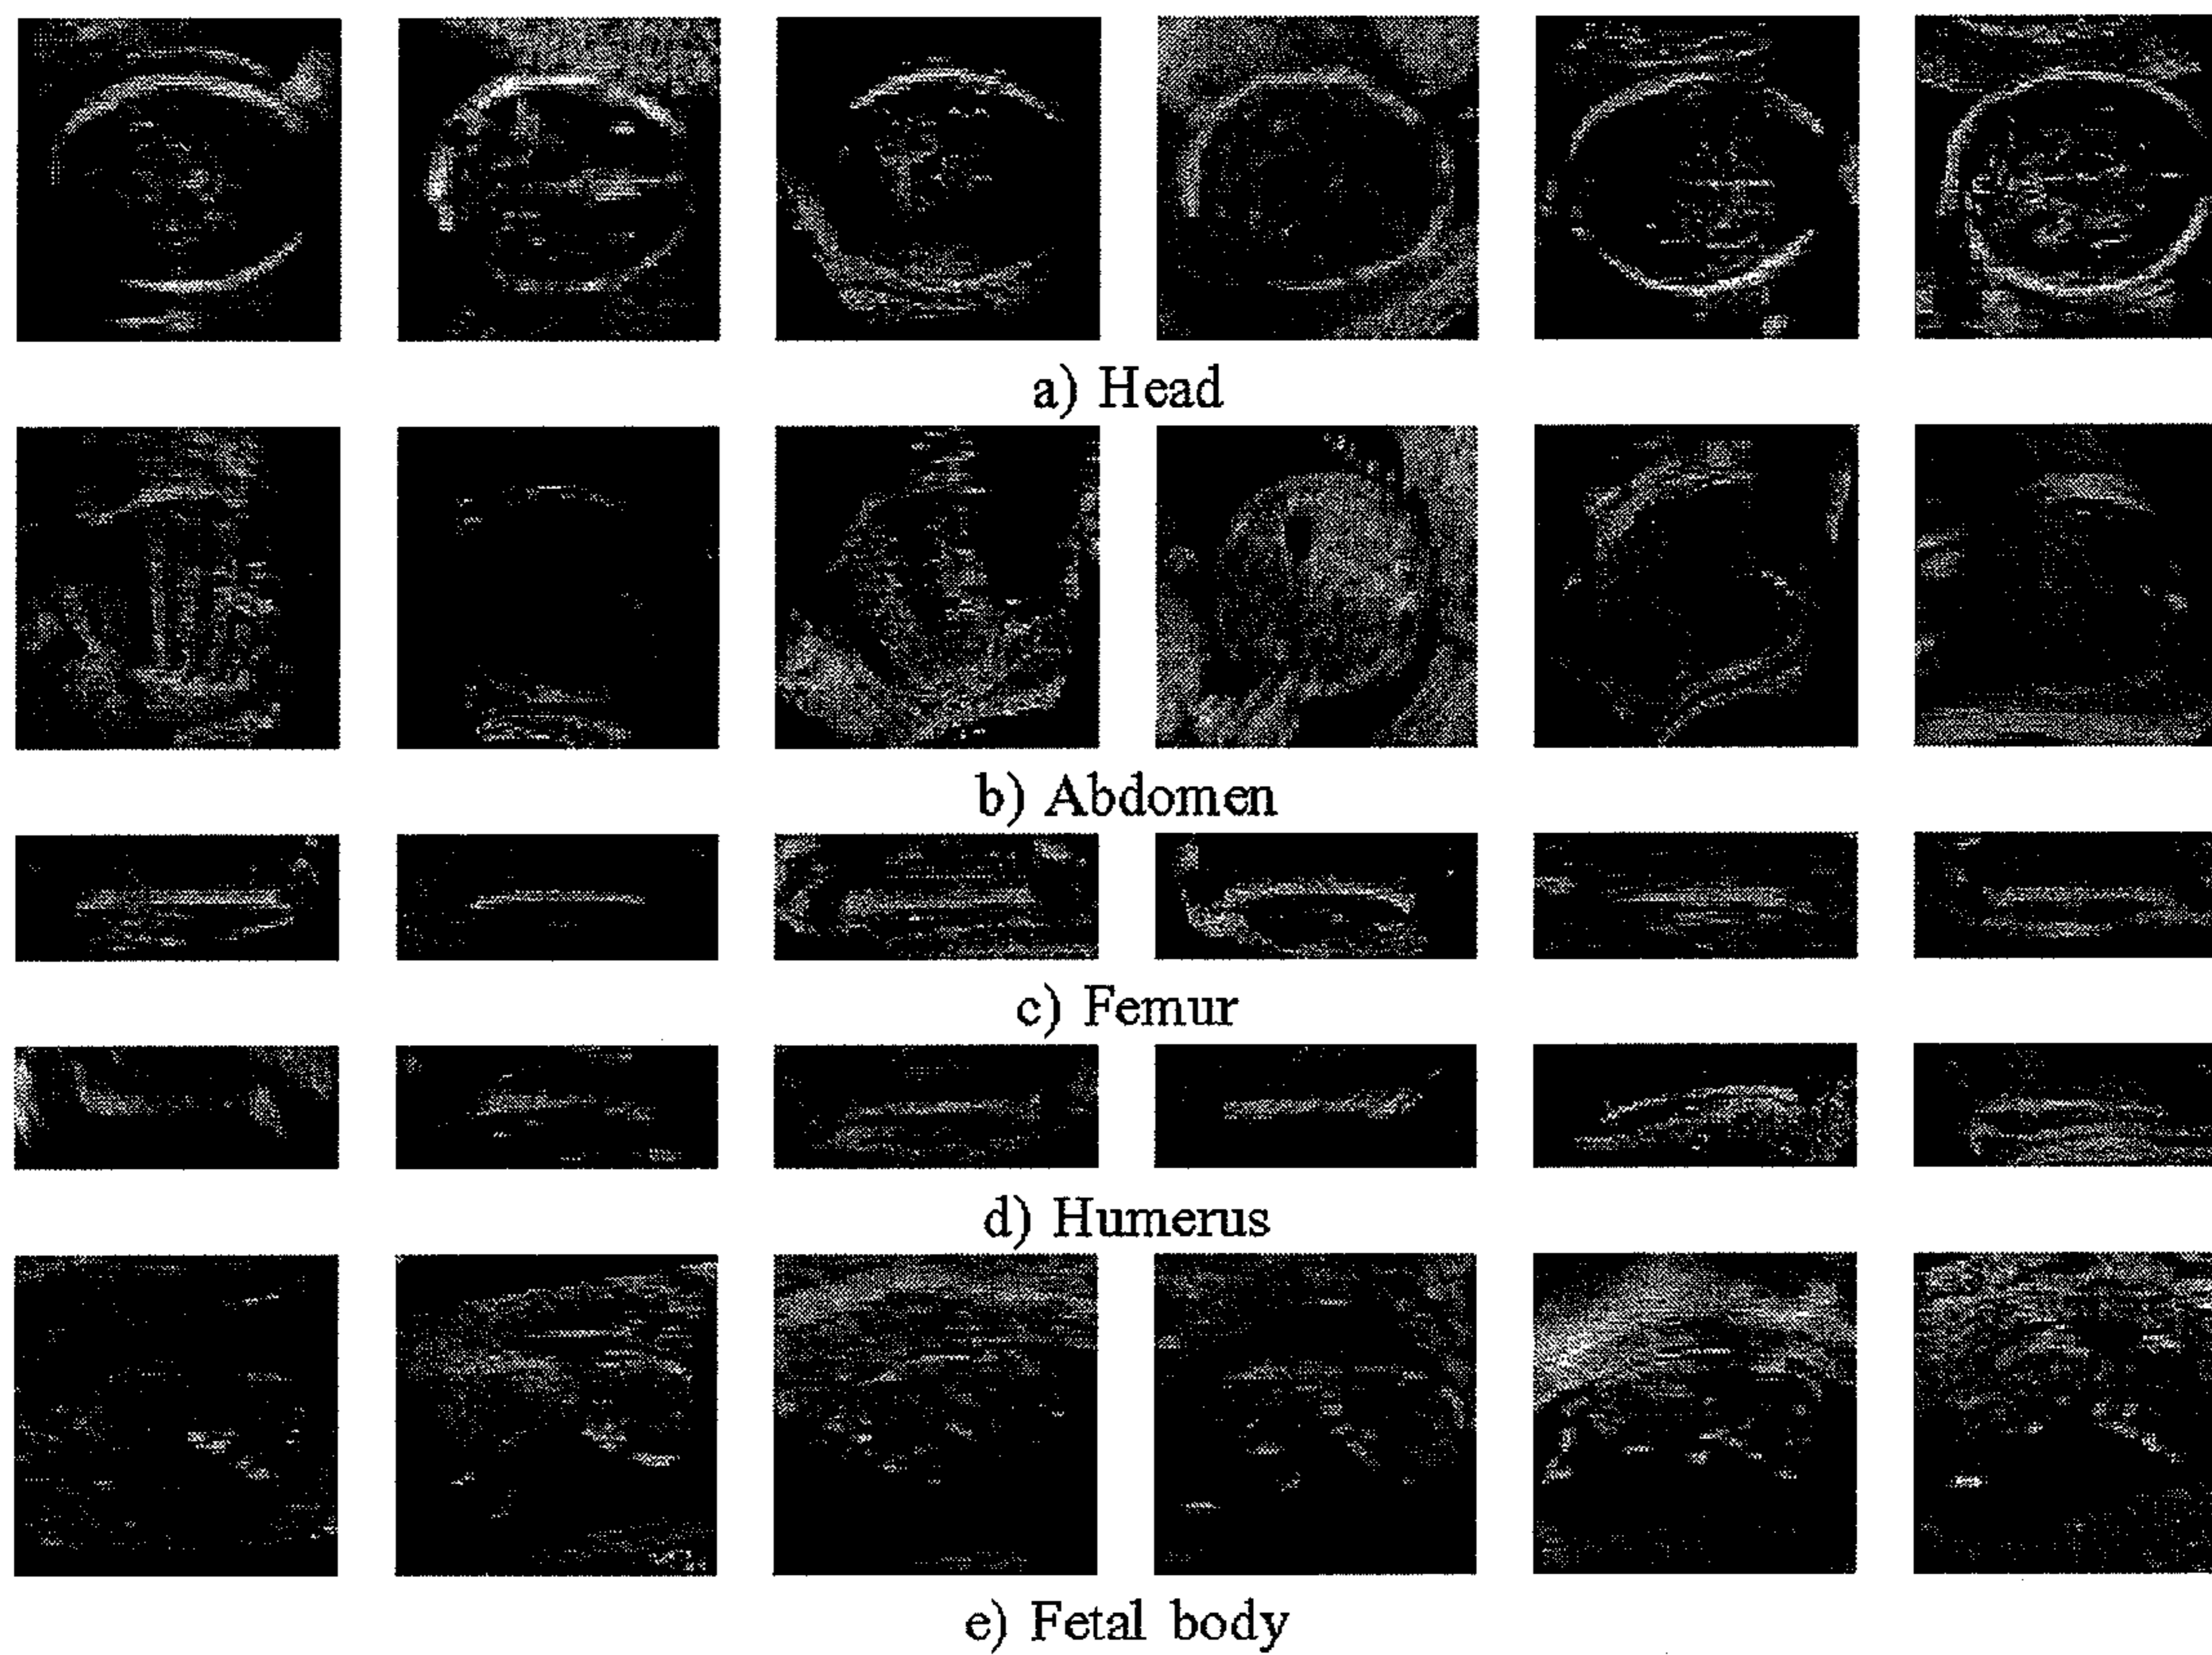 a) Head
b) Abdomen
c) Femur
d) Humerus
e) Fetal body